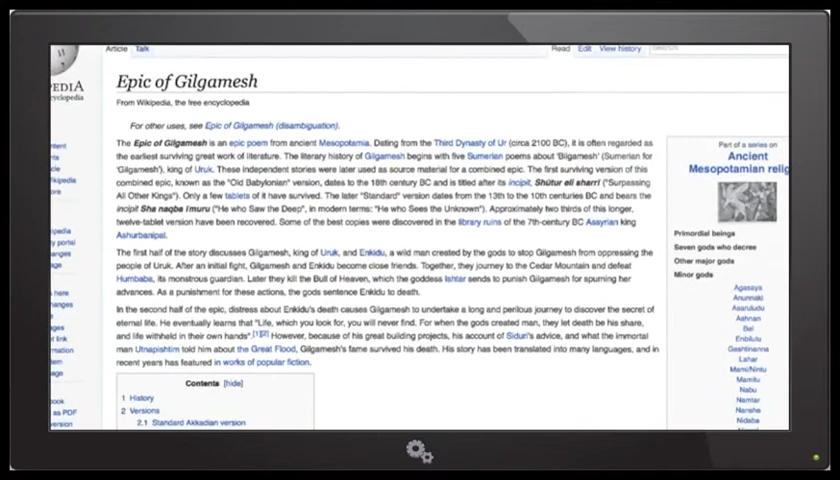 Article Talk Read Edit View history Search
PEDIA
cyclopedia
Epic of Gilgamesh
From Wikipedia, the free encyclopedia
For other uses, see Epic of Gilgamesh (disambiguation).
The Epic of Gilgamesh is an epic poem from ancient Mesopotamia. Dating from the Third Dynasty of Ur (circa 2100 BC), it is often regarded as
the earliest surviving great work of literature. The literary history of Gilgamesh begins with five Sumerian poems about 'Bilgamesh' (Sumerian for
'Gilgamesh'), king of Uruk. These independent stories were later used as source material for a combined epic. The first surviving version of this
combined epic, known as the "Old Babylonian" version, dates to the 18th century BC and is titled after its incipit, Shūtur eli sharrī ("Surpassing
All Other Kings"). Only a few tablets of it have survived. The later "Standard" version dates from the 13th to the 10th centuries BC and bears the
incipit Sha naqba īmuru ("He who Saw the Deep", in modern terms: "He who Sees the Unknown"). Approximately two thirds of this longer,
twelve-tablet version have been recovered. Some of the best copies were discovered in the library ruins of the 7th-century BC Assyrian king
Ashurbanipal.
The first half of the story discusses Gilgamesh, king of Uruk, and Enkidu, a wild man created by the gods to stop Gilgamesh from oppressing the
people of Uruk. After an initial fight, Gilgamesh and Enkidu become close friends. Together, they journey to the Cedar Mountain and defeat
Humbaba, its monstrous guardian. Later they kill the Bull of Heaven, which the goddess Ishtar sends to punish Gilgamesh for spurning her
advances. As a punishment for these actions, the gods sentence Enkidu to death.
In the second half of the epic, distress about Enkidu's death causes Gilgamesh to undertake a long and perilous journey to discover the secret of
eternal life. He eventually learns that "Life, which you look for, you will never find. For when the gods created man, they let death be his share,
and life withheld in their own hands".[1][2] However, because of his great building projects, his account of Siduri's advice, and what the immortal
man Utnapishtim told him about the Great Flood, Gilgamesh's fame survived his death. His story has been translated into many languages, and in
recent years has featured in works of popular fiction.
Contents [hide]
1 History
2 Versions
2.1 Standard Akkadian version
Part of a series on
Ancient
Mesopotamian relig
Primordial beings
Seven gods who decree
Other major gods
Minor gods
Agasaya
Anunnaki
Asaruludu
Ashnan
Bel
Enbilulu
Geshtinanna
Lahar
Mami/Nintu
Mamitu
Nabu
Namtar
Nanshe
Nidaba